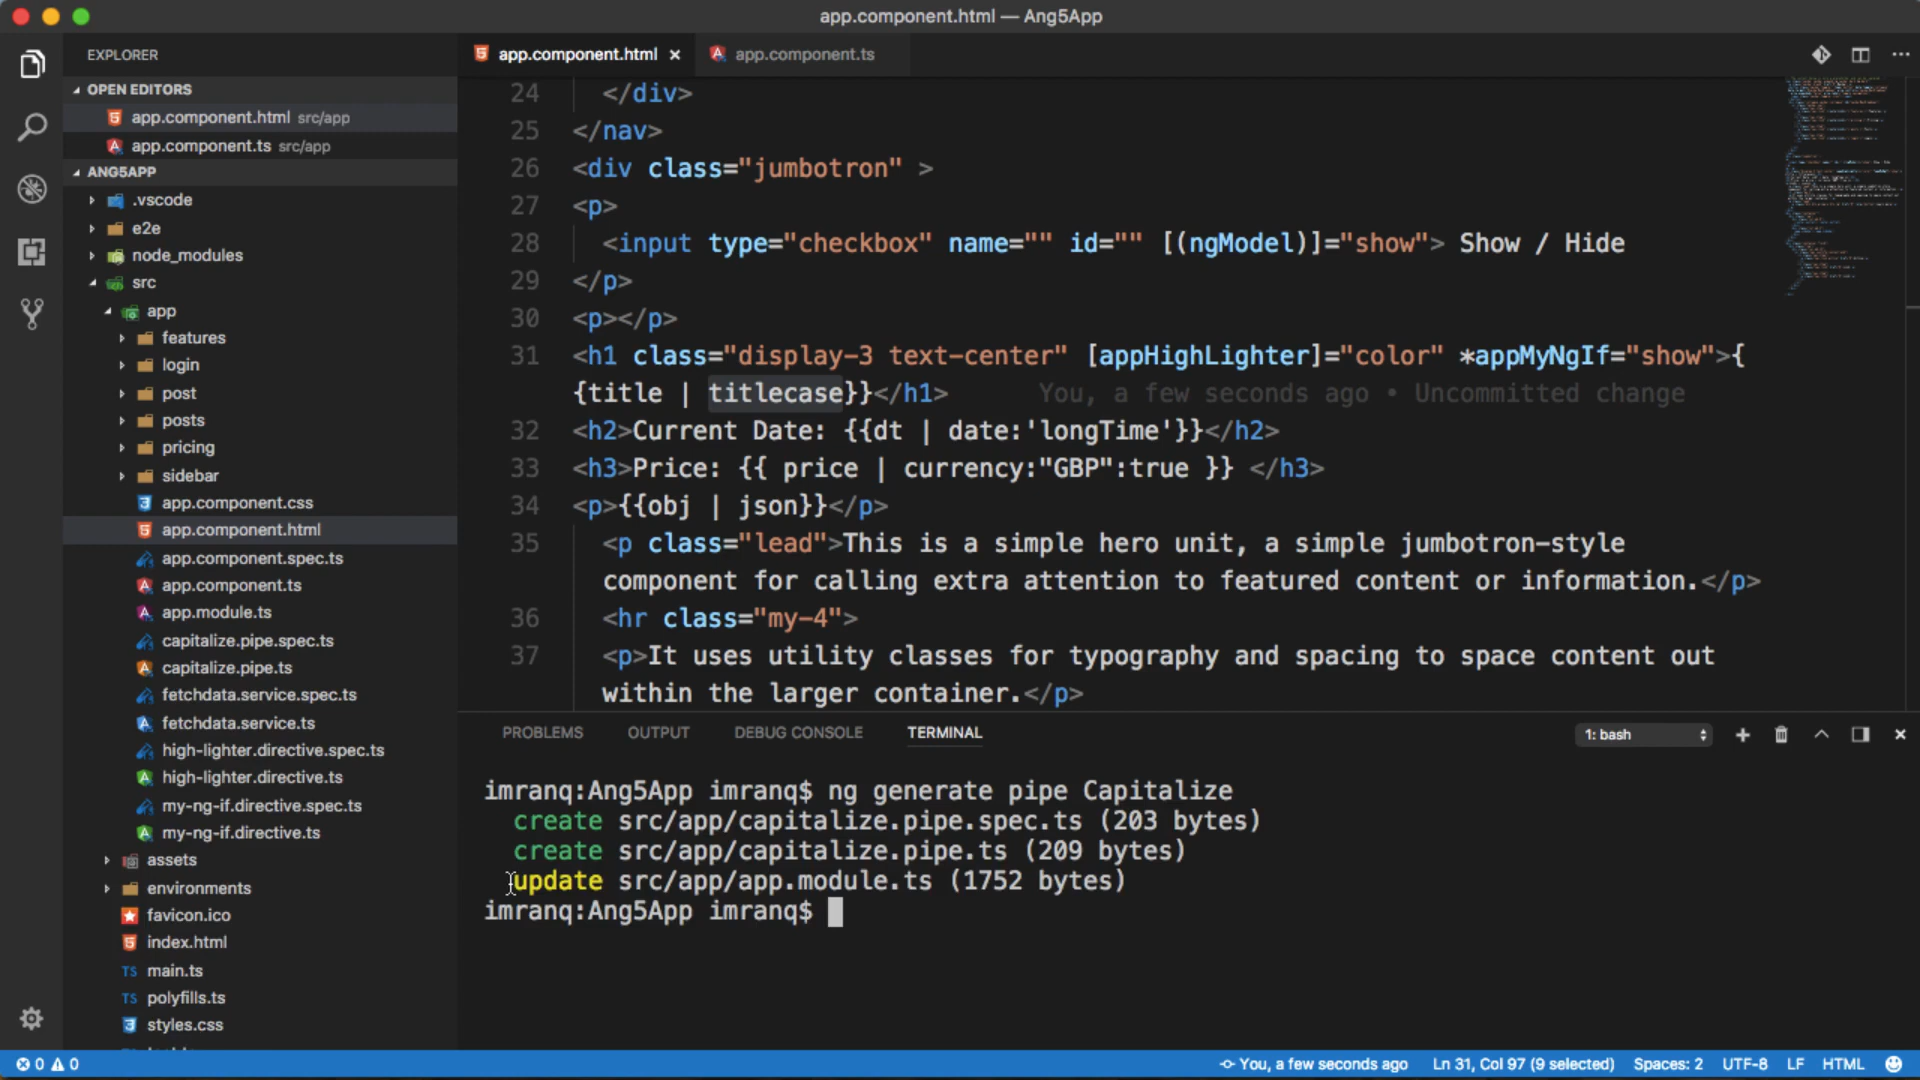 app.component.html — Ang5App
EXPLORER
OPEN EDITORS
app.component.html src/app
app.component.ts src/app
ANG5APP
.vscode
e2e
node_modules
src
app
features
login
post
posts
pricing
sidebar
app.component.css
app.component.html
app.component.spec.ts
app.component.ts
app.module.ts
capitalize.pipe.spec.ts
capitalize.pipe.ts
fetchdata.service.spec.ts
fetchdata.service.ts
high-lighter.directive.spec.ts
high-lighter.directive.ts
my-ng-if.directive.spec.ts
my-ng-if.directive.ts
assets
environments
favicon.ico
index.html
TS main.ts
TS polyfills.ts
styles.css
app.component.html × app.component.ts
24 </div>
25 </nav>
26 <div class="jumbotron" >
27 <p>
28 <input type="checkbox" name="" id="" [(ngModel)]="show"> Show / Hide
29 </p>
30 <p></p>
31 <h1 class="display-3 text-center" [appHighLighter]="color" *appMyNgIf="show">{
{title | titlecase}}</h1> You, a few seconds ago • Uncommitted change
32 <h2>Current Date: {{dt | date:'longTime'}}</h2>
33 <h3>Price: {{ price | currency:"GBP":true }} </h3>
34 <p>{{obj | json}}</p>
35 <p class="lead">This is a simple hero unit, a simple jumbotron-style
component for calling extra attention to featured content or information.</p>
36 <hr class="my-4">
37 <p>It uses utility classes for typography and spacing to space content out
within the larger container.</p>
PROBLEMS OUTPUT DEBUG CONSOLE TERMINAL 1: bash
imranq:Ang5App imranq$ ng generate pipe Capitalize
create src/app/capitalize.pipe.spec.ts (203 bytes)
create src/app/capitalize.pipe.ts (209 bytes)
update src/app/app.module.ts (1752 bytes)
imranq:Ang5App imranq$
0 0 You, a few seconds ago Ln 31, Col 97 (9 selected) Spaces: 2 UTF-8 LF HTML